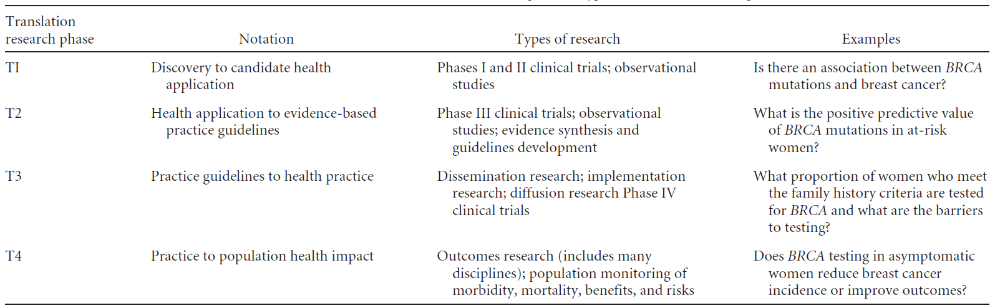 Translation
research phase Notation Types of research Examples
TI Discovery to candidate health Phases I and II clinical trials; observational Is there an association between BRCA
application studies mutations and breast cancer?
T2 Health application to evidence-based Phase III clinical trials; observational What is the positive predictive value
practice guidelines studies; evidence synthesis and of BRCA mutations in at-risk
guidelines development women?
T3 Practice guidelines to health practice Dissemination research; implementation What proportion of women who meet
research; diffusion research Phase IV the family history criteria are tested
clinical trials for BRCA and what are the barriers
to testing?
T4 Practice to population health impact Outcomes research (includes many Does BRCA testing in asymptomatic
disciplines); population monitoring of women reduce breast cancer
morbidity, mortality, benefits, and risks incidence or improve outcomes?